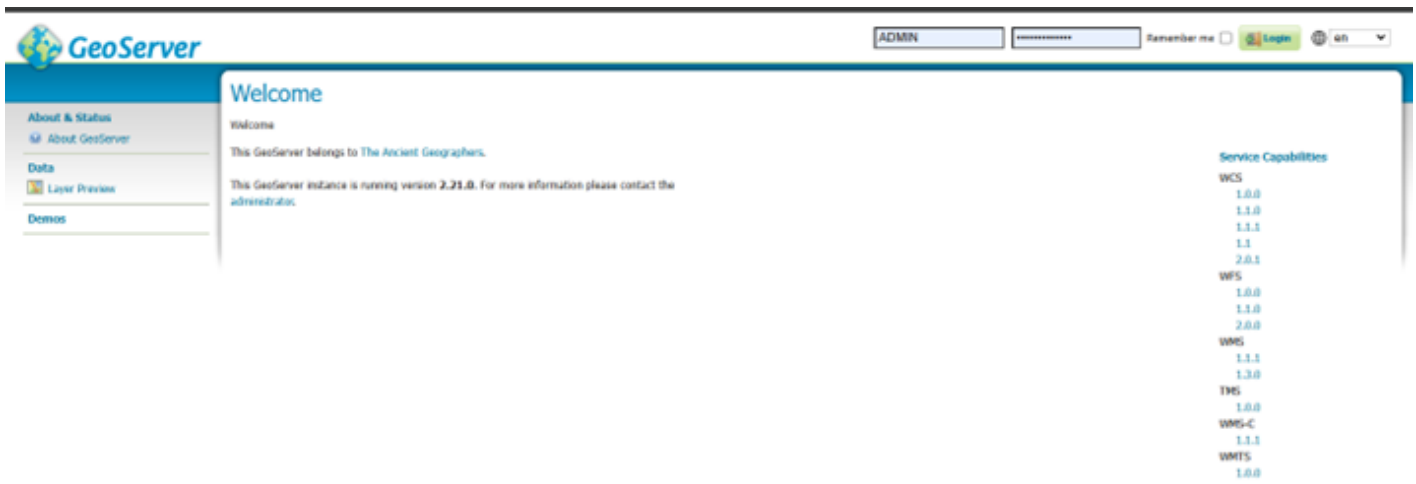 GeoServer
ADMIN
Remember me
Login
en
Welcome
About & Status
About GeoServer
Data
Layer Preview
Demos
Welcome
This GeoServer belongs to The Ancient Geographers.
This GeoServer instance is running version 2.21.0. For more information please contact the
administrator.
Service Capabilities
WCS
1.0.0
1.1.0
1.1.1
1.1
2.0.1
WFS
1.0.0
1.1.0
2.0.0
WMS
1.1.1
1.3.0
TMS
1.0.0
WMS-C
1.1.1
WMTS
1.0.0